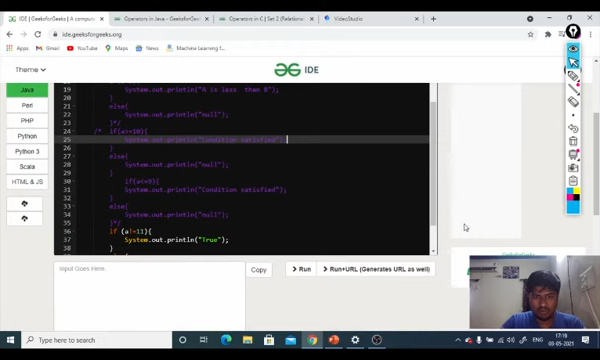 IDE | GeeksforGeeks | A comput
Operators in Java - GeeksforGee
Operators in C | Set 2 (Relational
VideoStudio
ide.geeksforgeeks.org
Apps
Gmail
YouTube
Maps
News
Machine Learning f...
Theme
IDE
Java
Perl
PHP
Python
Python 3
Scala
HTML & JS
19 System.out.println("A is less than B");
20 }
21 else{
22 System.out.println("null");
23 }*/
24 /* if(a>=10){
25 System.out.println("Condition satisfied");
26 }
27 else{
28 System.out.println("null");
29 }
30 if(a<=9){
31 System.out.println("Condition satisfied");
32 }
33 else{
34 System.out.println("null");
35 }*/
36 if (a!=11){
37 System.out.println("True");
38 }
Input Goes Here.
Copy
Run
Run+URL (Generates URL as well)
Type here to search
ENG
17:19
03-05-2021